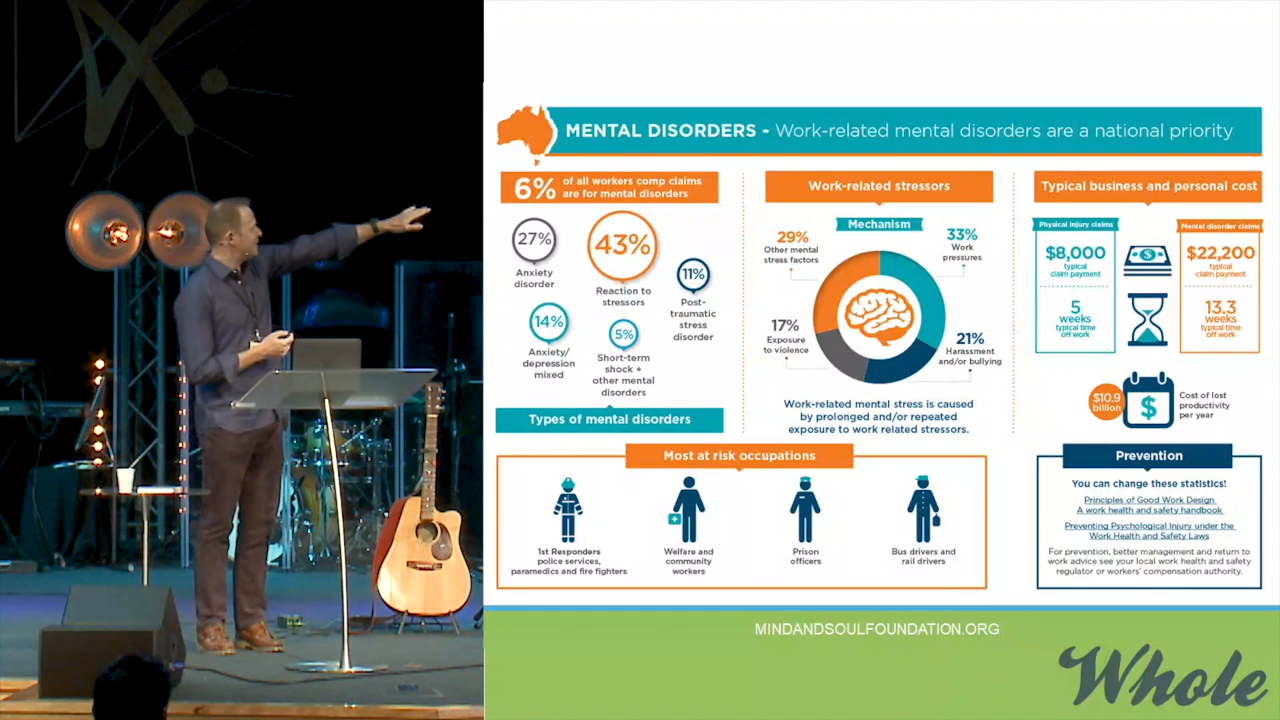 MENTAL DISORDERS - Work-related mental disorders are a national priority
6% of all workers comp claims
are for mental disorders
27%
Anxiety
disorder
43%
Reaction to
stressors
11%
Post-
traumatic
stress
disorder
14%
Anxiety/
depression
mixed
5%
Short-term
shock +
other mental
disorders
Types of mental disorders
Work-related stressors
Mechanism
29%
Other mental
stress factors
33%
Work
pressures
17%
Exposure
to violence
21%
Harassment
and/or bullying
Work-related mental stress is caused
by prolonged and/or repeated
exposure to work related stressors.
Typical business and personal cost
Physical injury claims
$8,000
typical
claim payment
5
weeks
typical time
off work
Mental disorder claims
$22,200
typical
claim payment
13.3
weeks
typical time
off work
$10.9
billion
$
Cost of lost
productivity
per year
Most at risk occupations
1st Responders
police services,
paramedics and fire fighters
Welfare and
community
workers
Prison
officers
Bus drivers and
rail drivers
Prevention
You can change these statistics!
Principles of Good Work Design
A work health and safety handbook
Preventing Psychological Injury under the
Work Health and Safety Laws
For prevention, better management and return to
work advice see your local work health and safety
regulator or workers' compensation authority.
MINDANDSOULFOUNDATION.ORG
Whole